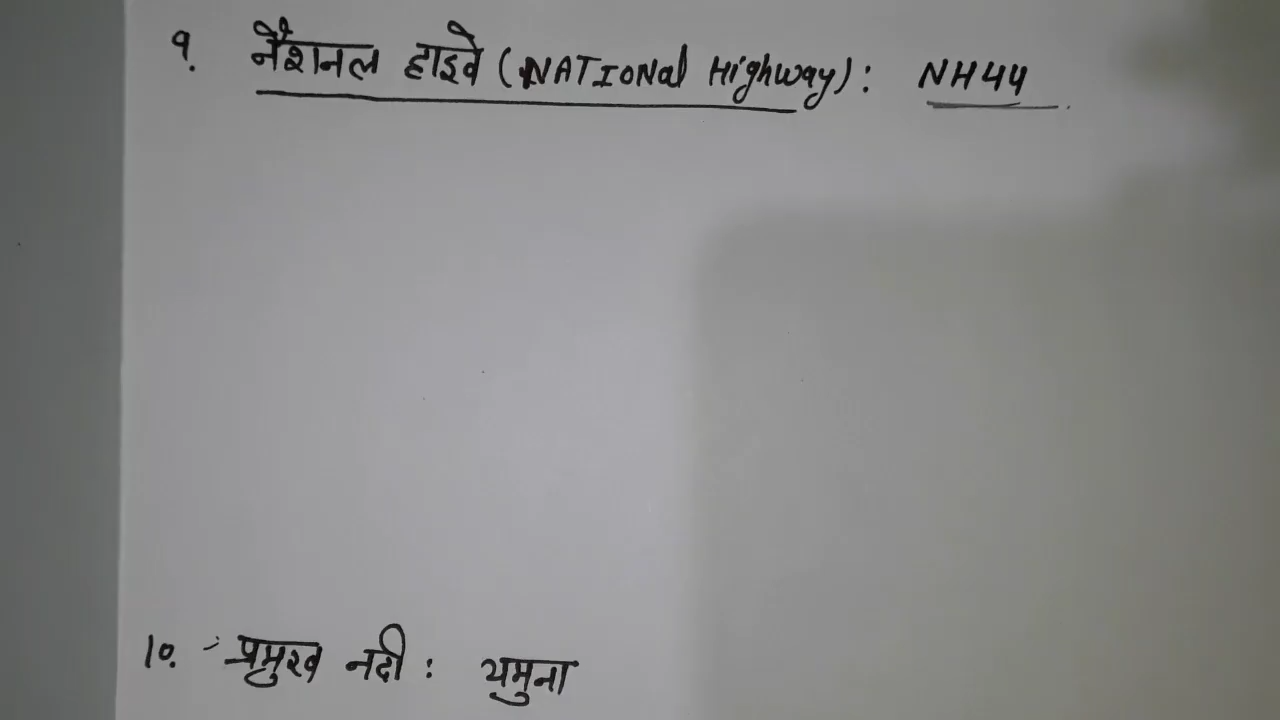 9. नैशनल हाइवे (NATIONAl Highway): NH44
10. प्रमुख नदी : यमुना